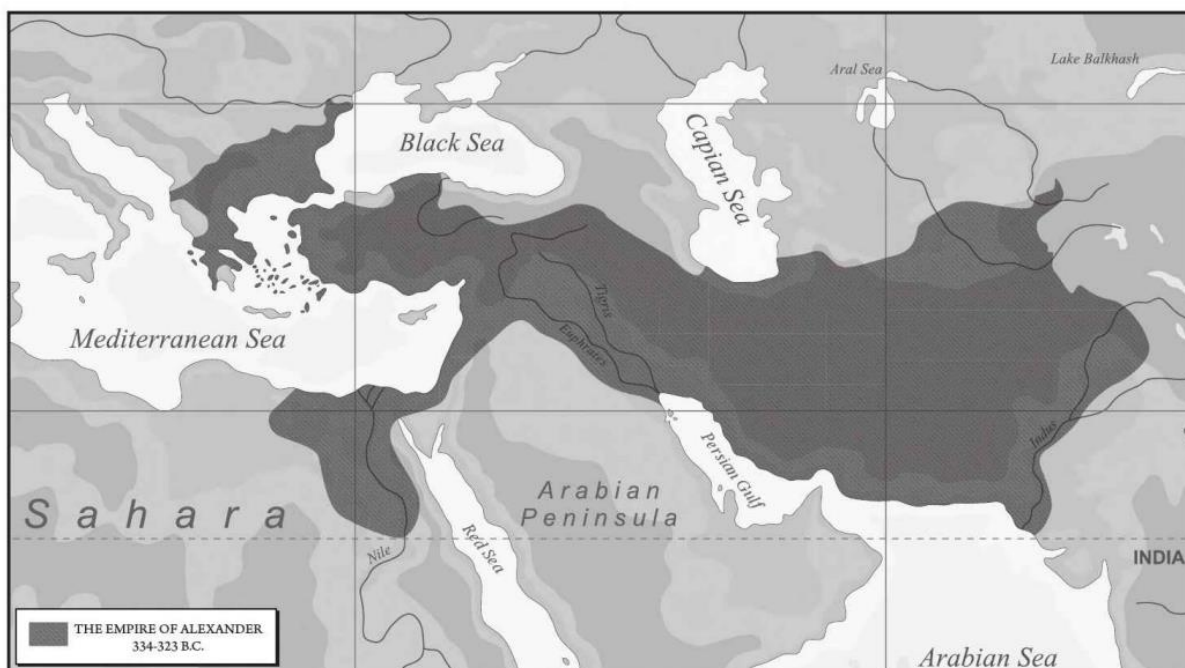 Aral Sea
Lake Balkhash
Black Sea
Capian Sea
Mediterranean Sea
Tigris
Euphrates
Indus
Persian Gulf
Arabian
Peninsula
Sahara
Red Sea
Nile
INDIA
THE EMPIRE OF ALEXANDER
334-323 B.C.
Arabian Sea